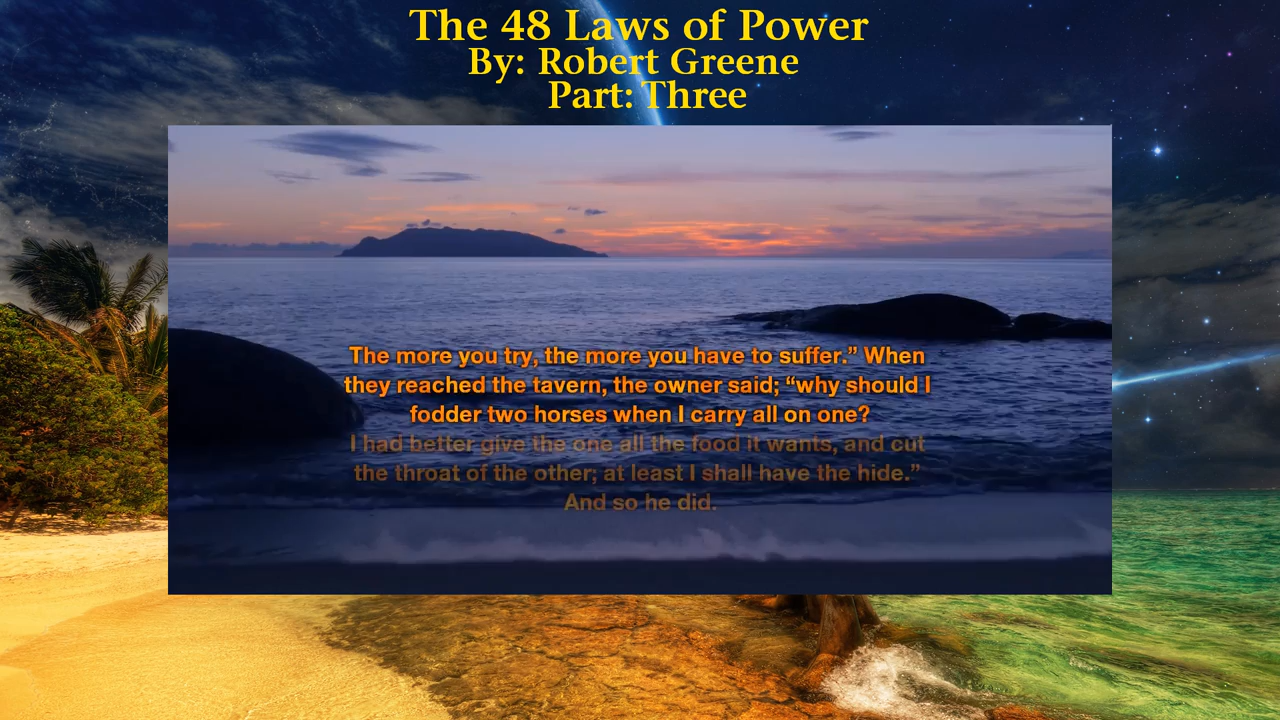 The 48 Laws of Power
By: Robert Greene
Part: Three
The more you try, the more you have to suffer.” When
they reached the tavern, the owner said; “why should I
fodder two horses when I carry all on one?
I had better give the one all the food it wants, and cut
the throat of the other; at least I shall have the hide.”
And so he did.